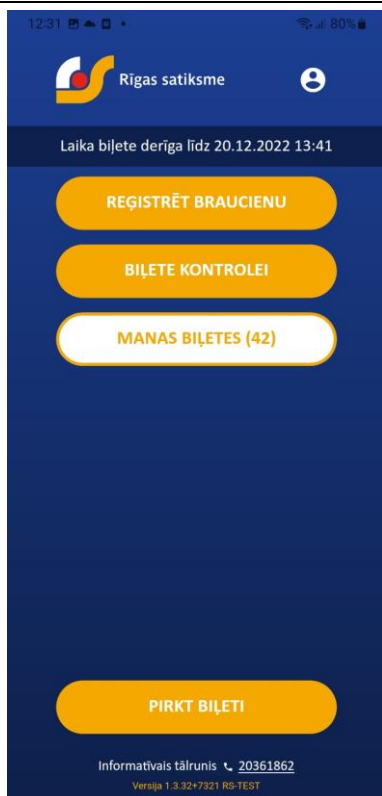 12:31
80%
Rīgas satiksme
Laika biļete derīga līdz 20.12.2022 13:41
REĢISTRĒT BRAUCIENU
BIĻETE KONTROLEI
MANAS BIĻETES (42)
PIRKT BIĻETI
Informatīvais tālrunis 20361862
Versija 1.3.32+7321 RS-TEST